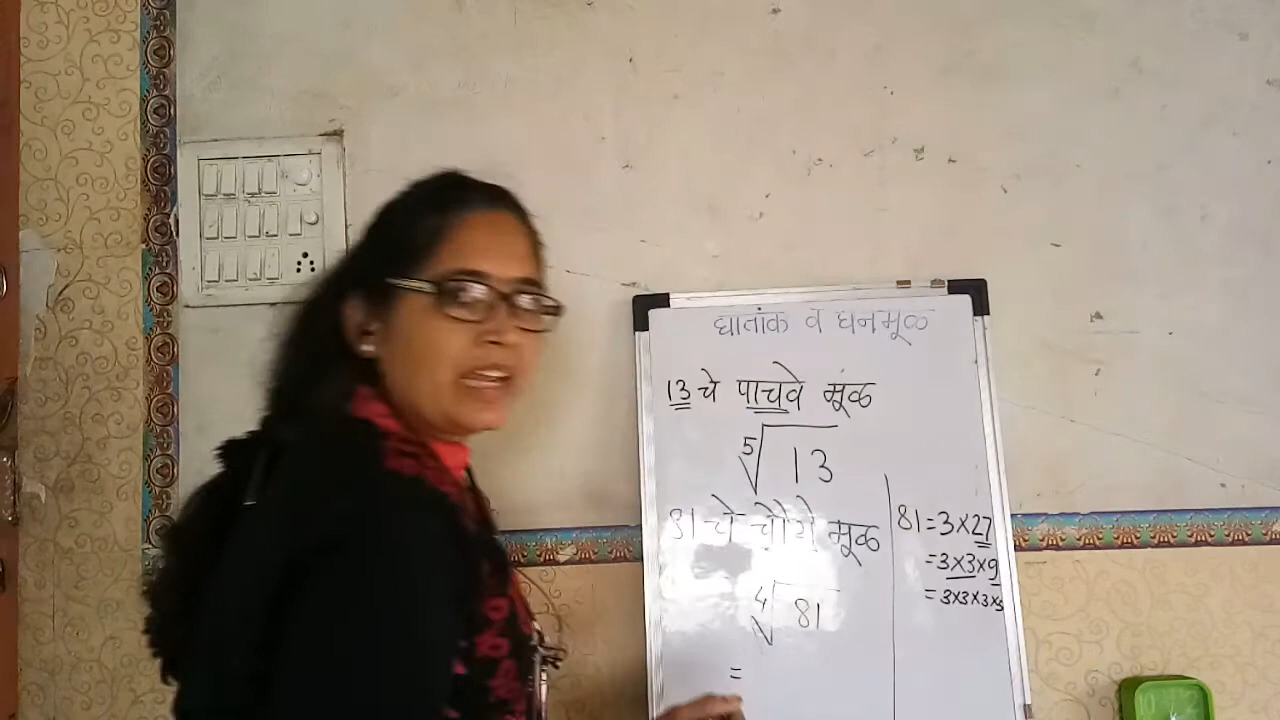 घातांक व घनमूळ
13 चे पाचवे मूळ
⁵√13
81 चे चौथे मूळ
⁴√81
=
81 = 3×27
= 3×3×9
= 3×3×3×3